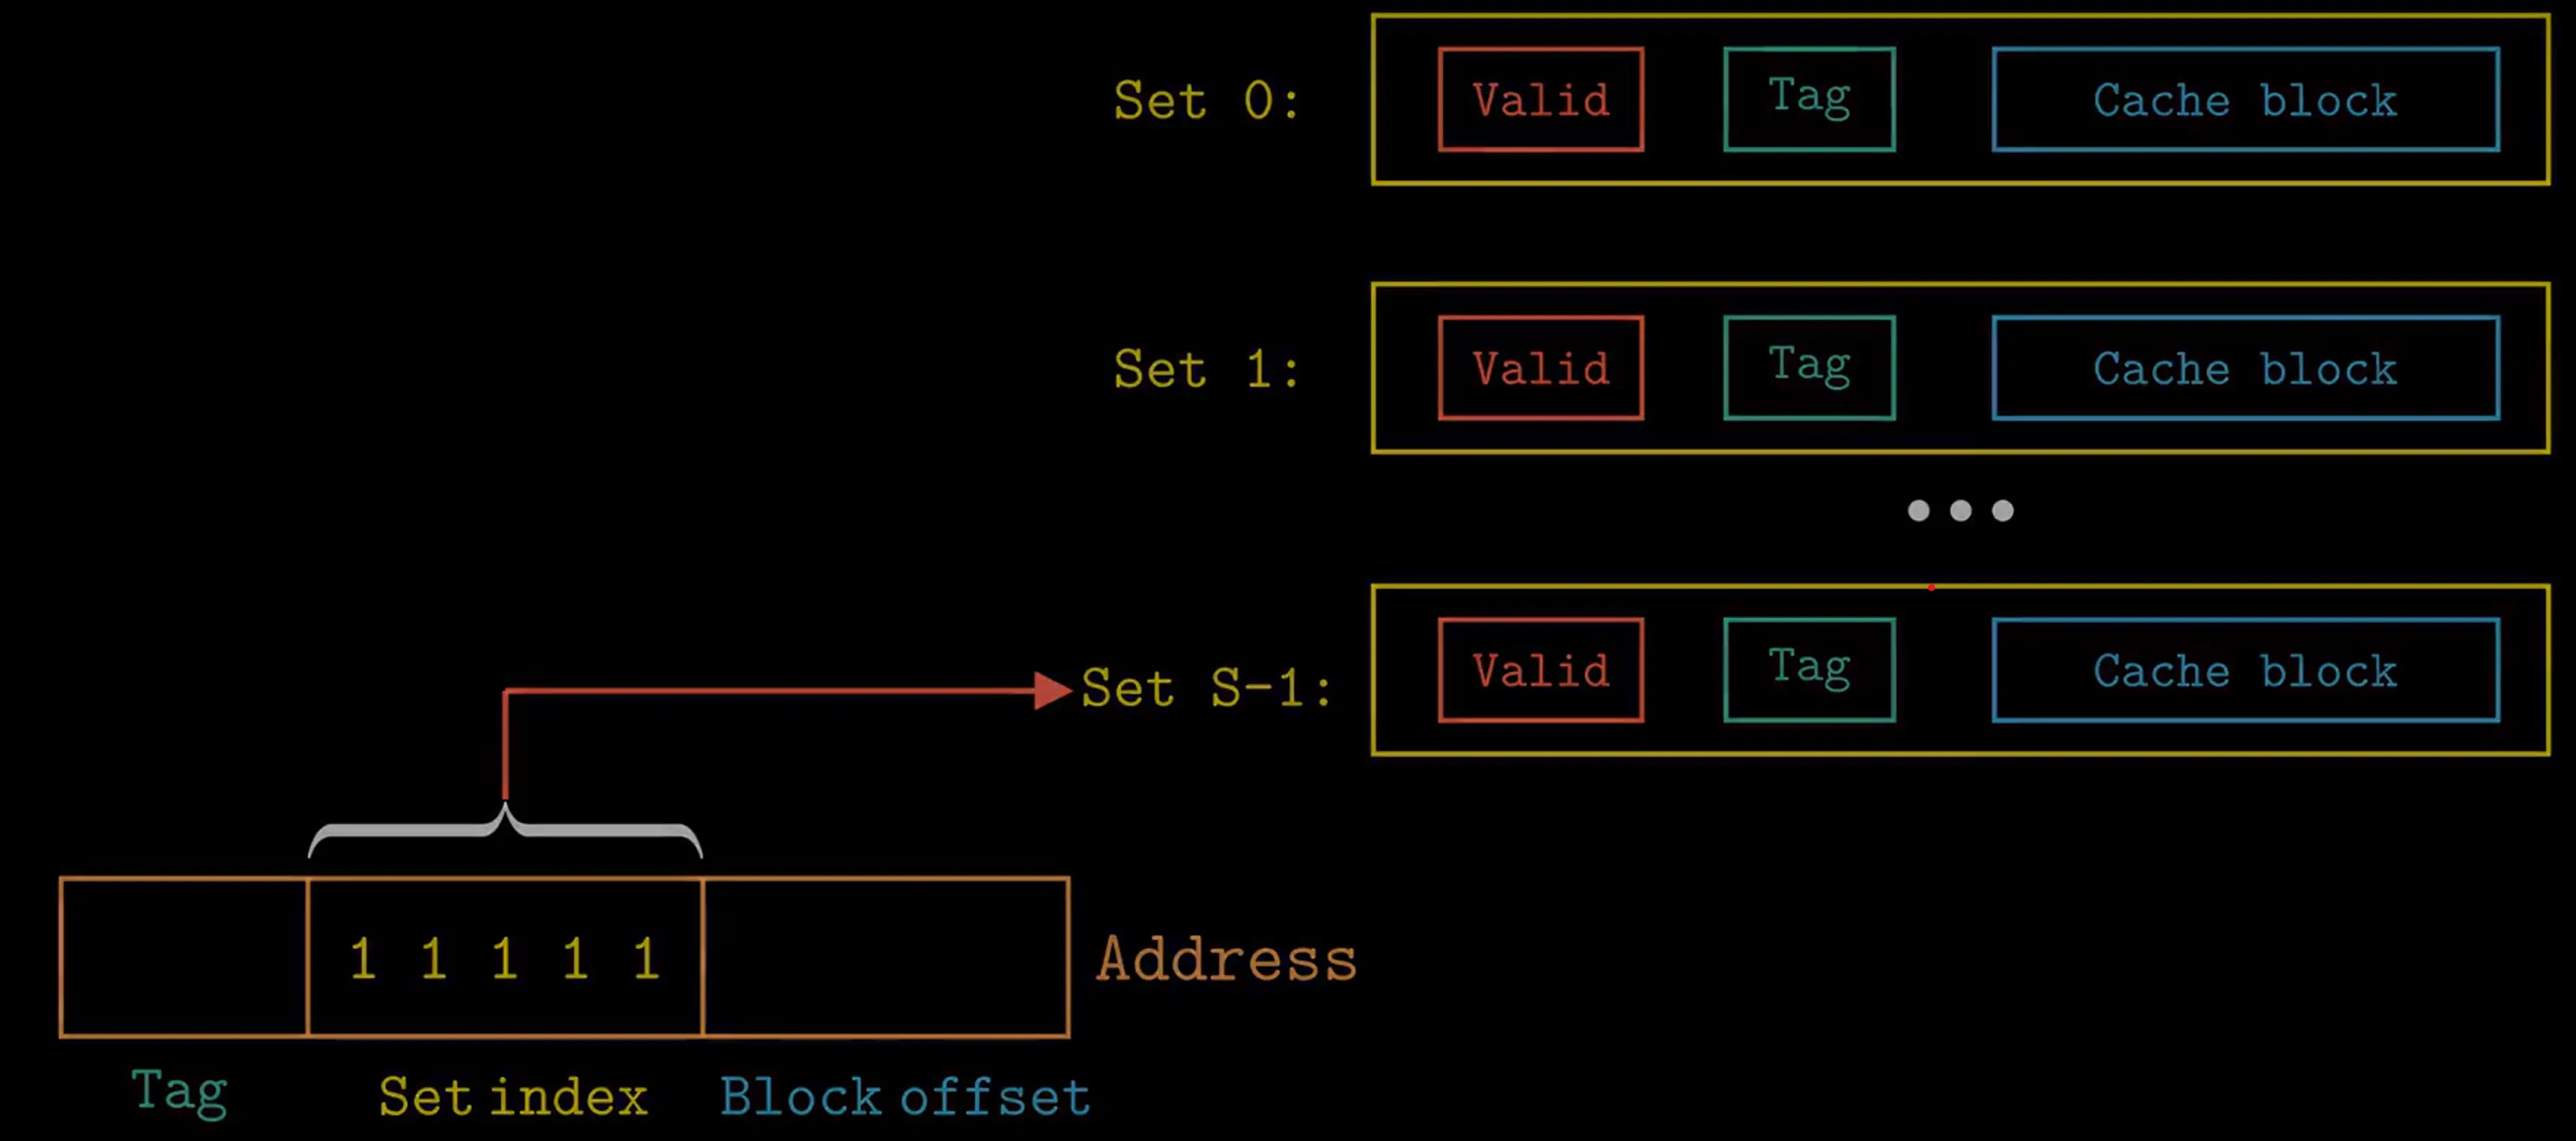 Set 0:
Valid
Tag
Cache block
Set 1:
Valid
Tag
Cache block
Set S-1:
Valid
Tag
Cache block
1 1 1 1 1
Address
Tag
Set index
Block offset